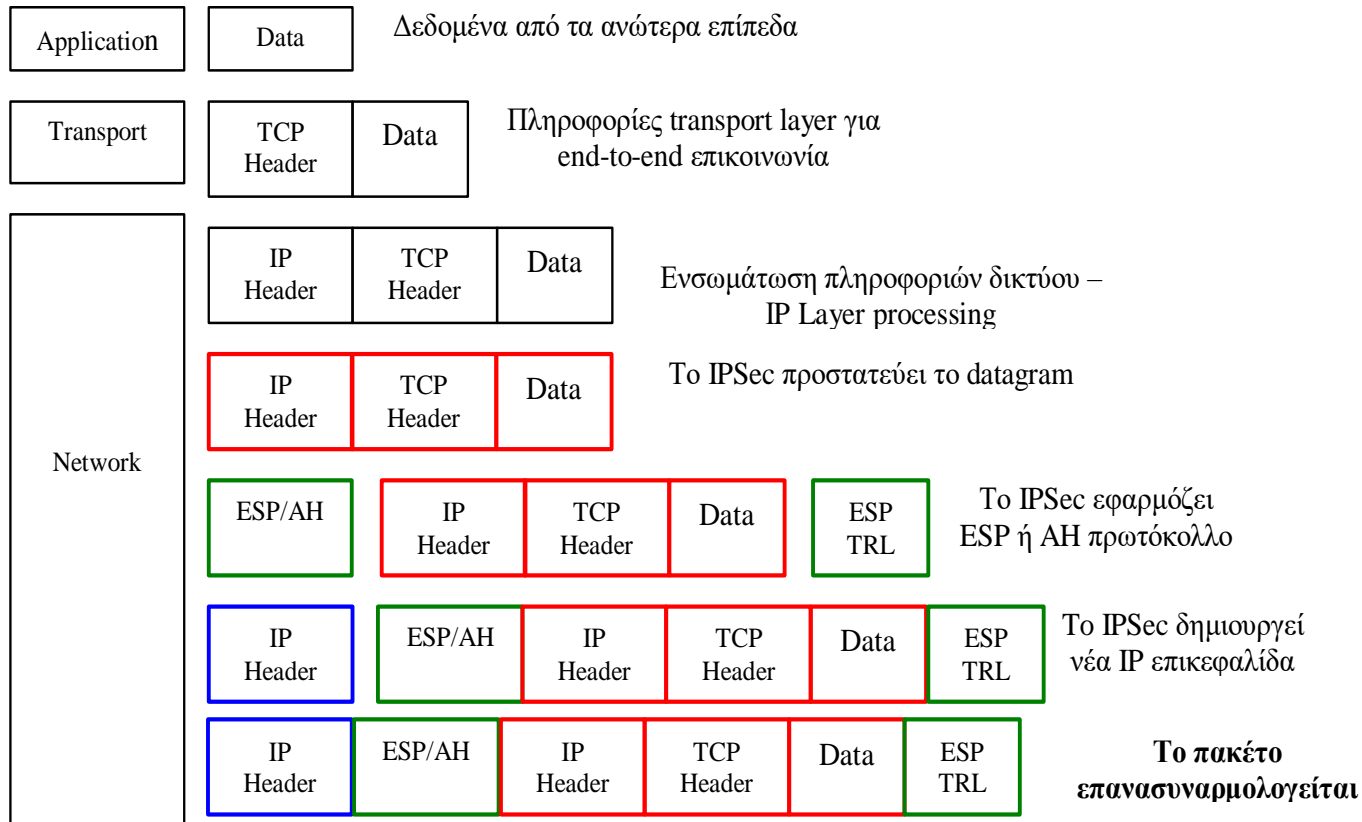 Application
Data
Δεδομένα από τα ανώτερα επίπεδα
Transport
TCP
Header
Data
Πληροφορίες transport layer για
end-to-end επικοινωνία
Network
IP
Header
TCP
Header
Data
Ενσωμάτωση πληροφοριών δικτύου –
IP Layer processing
IP
Header
TCP
Header
Data
Το IPSec προστατεύει το datagram
ESP/AH
IP
Header
TCP
Header
Data
ESP
TRL
Το IPSec εφαρμόζει
ESP ή AH πρωτόκολλο
IP
Header
ESP/AH
IP
Header
TCP
Header
Data
ESP
TRL
Το IPSec δημιουργεί
νέα IP επικεφαλίδα
IP
Header
ESP/AH
IP
Header
TCP
Header
Data
ESP
TRL
Το πακέτο
επανασυναρμολογείται